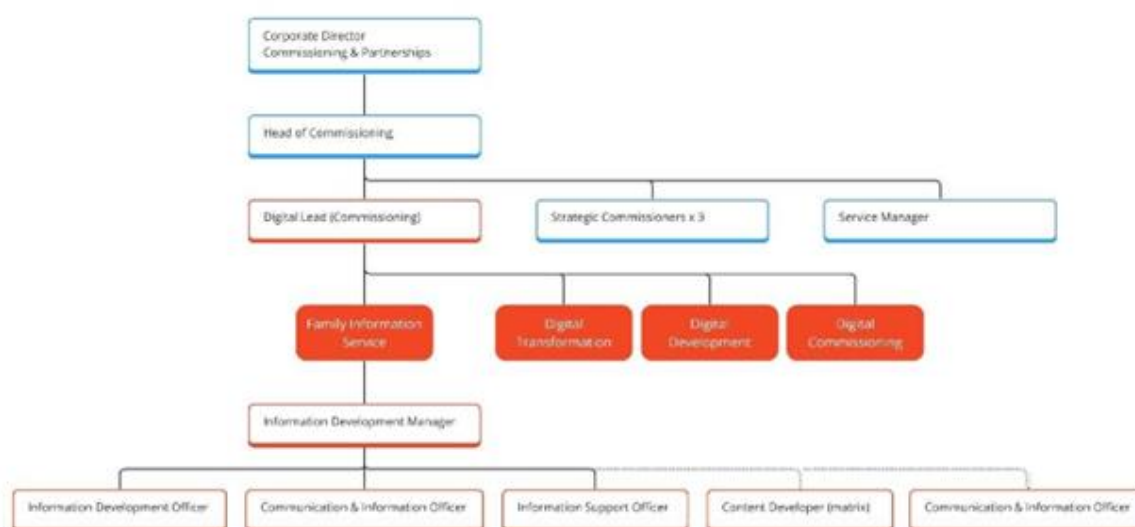 Corporate Director
Commissioning & Partnerships
Head of Commissioning
Digital Lead (Commissioning)
Strategic Commissioners x 3
Service Manager
Family Information
Service
Digital
Transformation
Digital
Development
Digital
Commissioning
Information Development Manager
Information Development Officer
Communication & Information Officer
Information Support Officer
Content Developer (matrix)
Communication & Information Officer